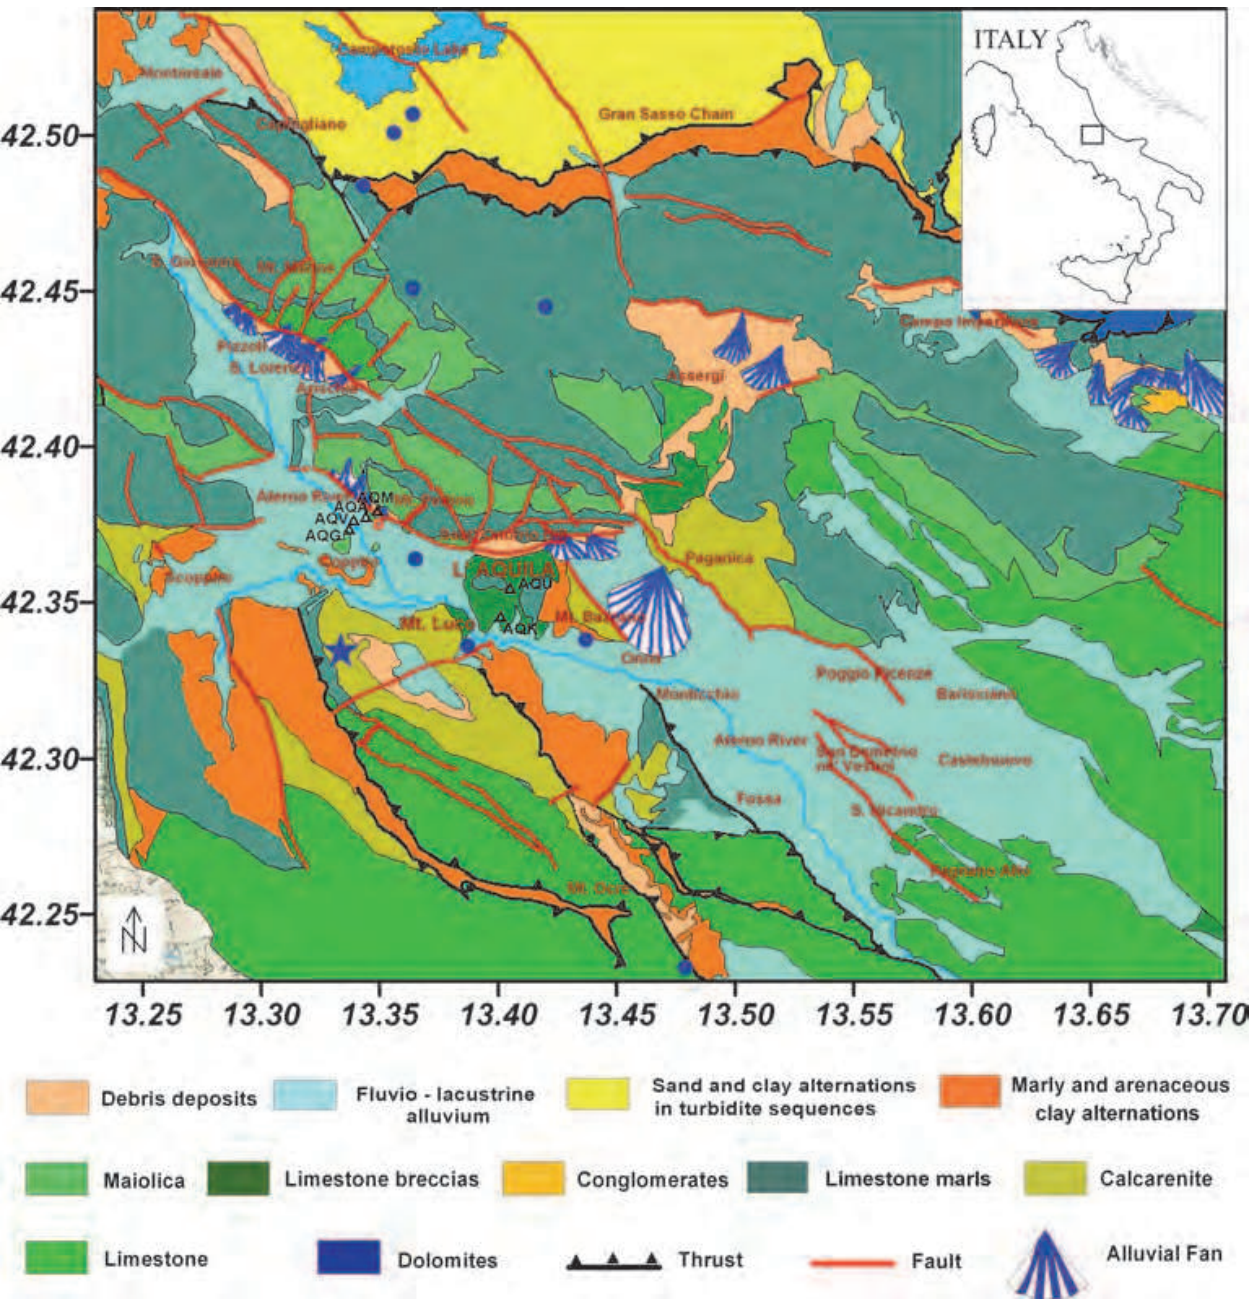 ITALY
Campotosto Lake
Montereale
Gran Sasso Chain
Capitignano
42.50
42.45
Campo Imperatore
Pizzoli
S. Lorenzo
Assergi
Arischia
42.40
Aterno River
AQM
AQA
AQV
AQG
Paganica
Coppito
L'AQUILA
Scoppito
AQU
42.35
Mt. Luco
Mt. Bazzano
AQK
Onna
Poggio Picenze
Monticchio
Barisciano
Aterno River
San Demetrio
ne' Vestini
Castelnuovo
42.30
Fossa
S. Nicandro
Mt. Ocre
42.25
N
13.25 13.30 13.35 13.40 13.45 13.50 13.55 13.60 13.65 13.70
Debris deposits
Fluvio - lacustrine
alluvium
Sand and clay alternations
in turbidite sequences
Marly and arenaceous
clay alternations
Maiolica
Limestone breccias
Conglomerates
Limestone marls
Calcarenite
Limestone
Dolomites
Thrust
Fault
Alluvial Fan